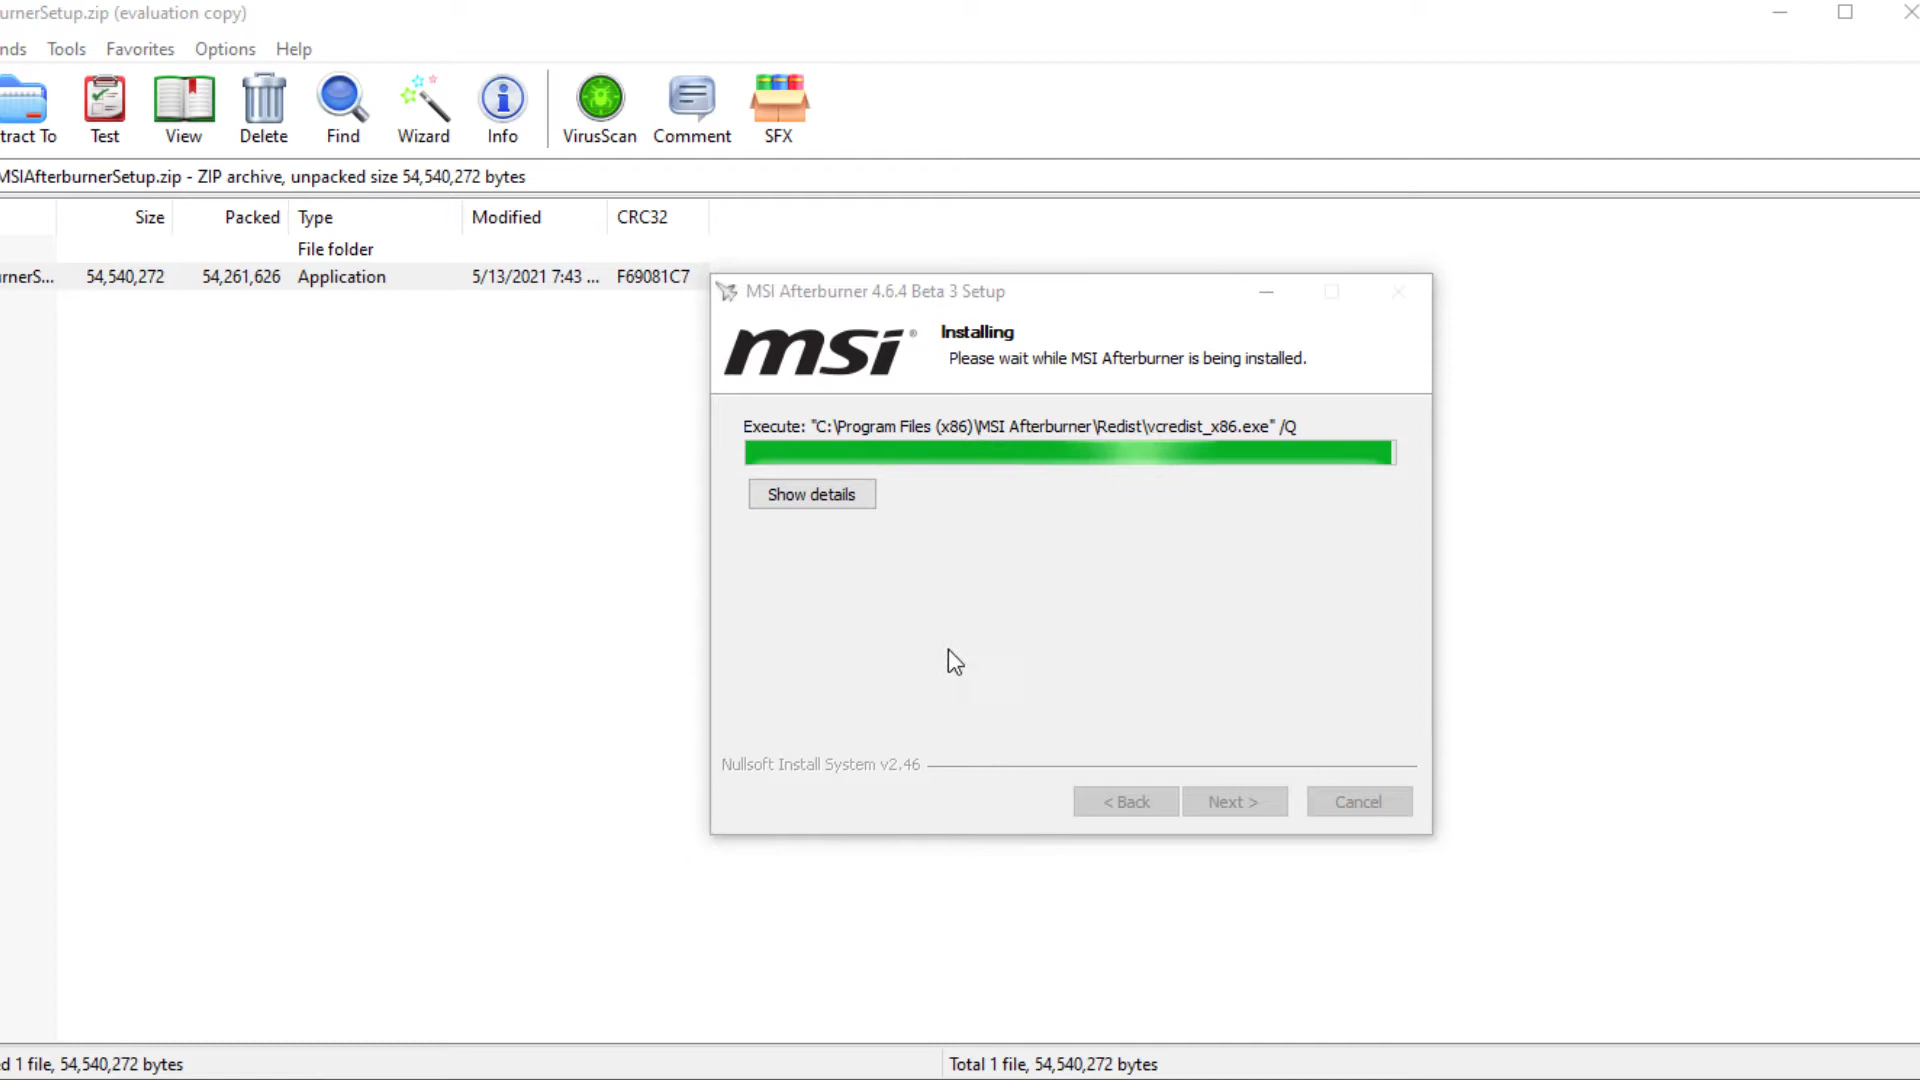 urnerSetup.zip (evaluation copy)
nds Tools Favorites Options Help
tract To Test View Delete Find Wizard Info VirusScan Comment SFX
MSIAfterburnerSetup.zip - ZIP archive, unpacked size 54,540,272 bytes
Size Packed Type Modified CRC32
File folder
urnerS... 54,540,272 54,261,626 Application 5/13/2021 7:43 ... F69081C7
MSI Afterburner 4.6.4 Beta 3 Setup
msi®
Installing
Please wait while MSI Afterburner is being installed.
Execute: "C:\Program Files (x86)\MSI Afterburner\Redist\vcredist_x86.exe" /Q
Show details
Nullsoft Install System v2.46
< Back Next > Cancel
d 1 file, 54,540,272 bytes
Total 1 file, 54,540,272 bytes